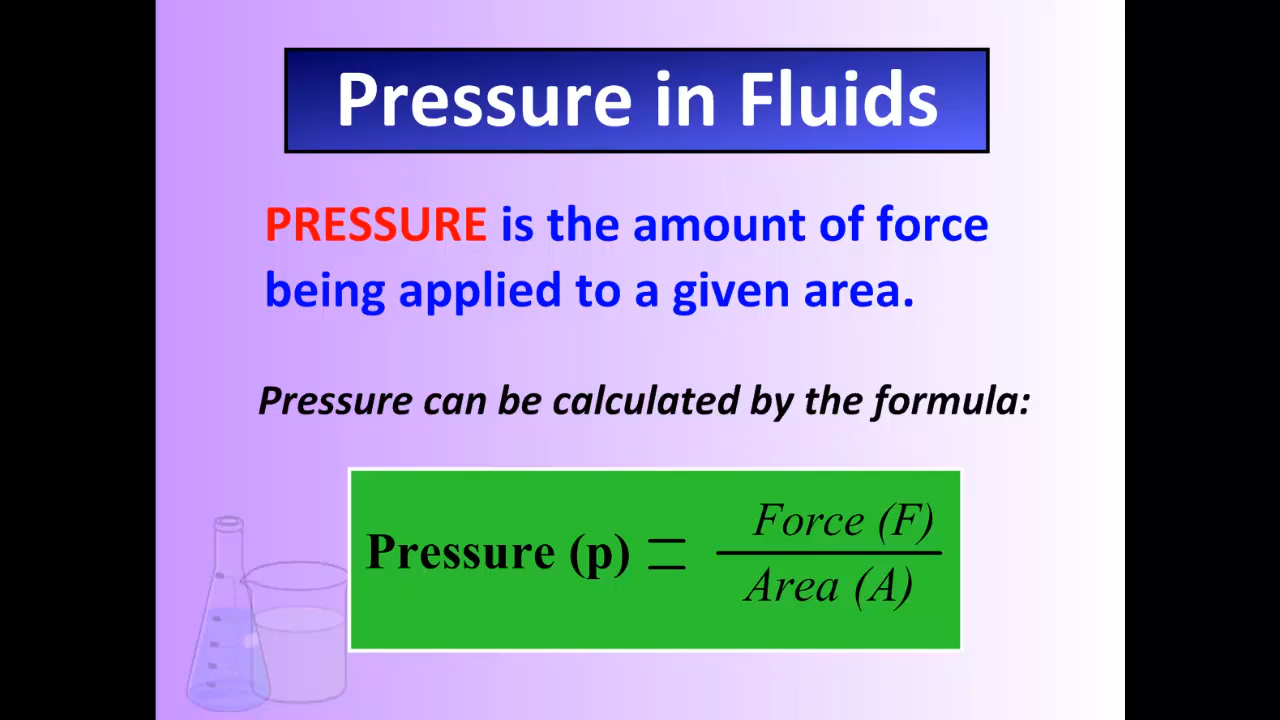 Pressure in Fluids
PRESSURE is the amount of force
being applied to a given area.
Pressure can be calculated by the formula:
Pressure (p) = Force (F)
Area (A)